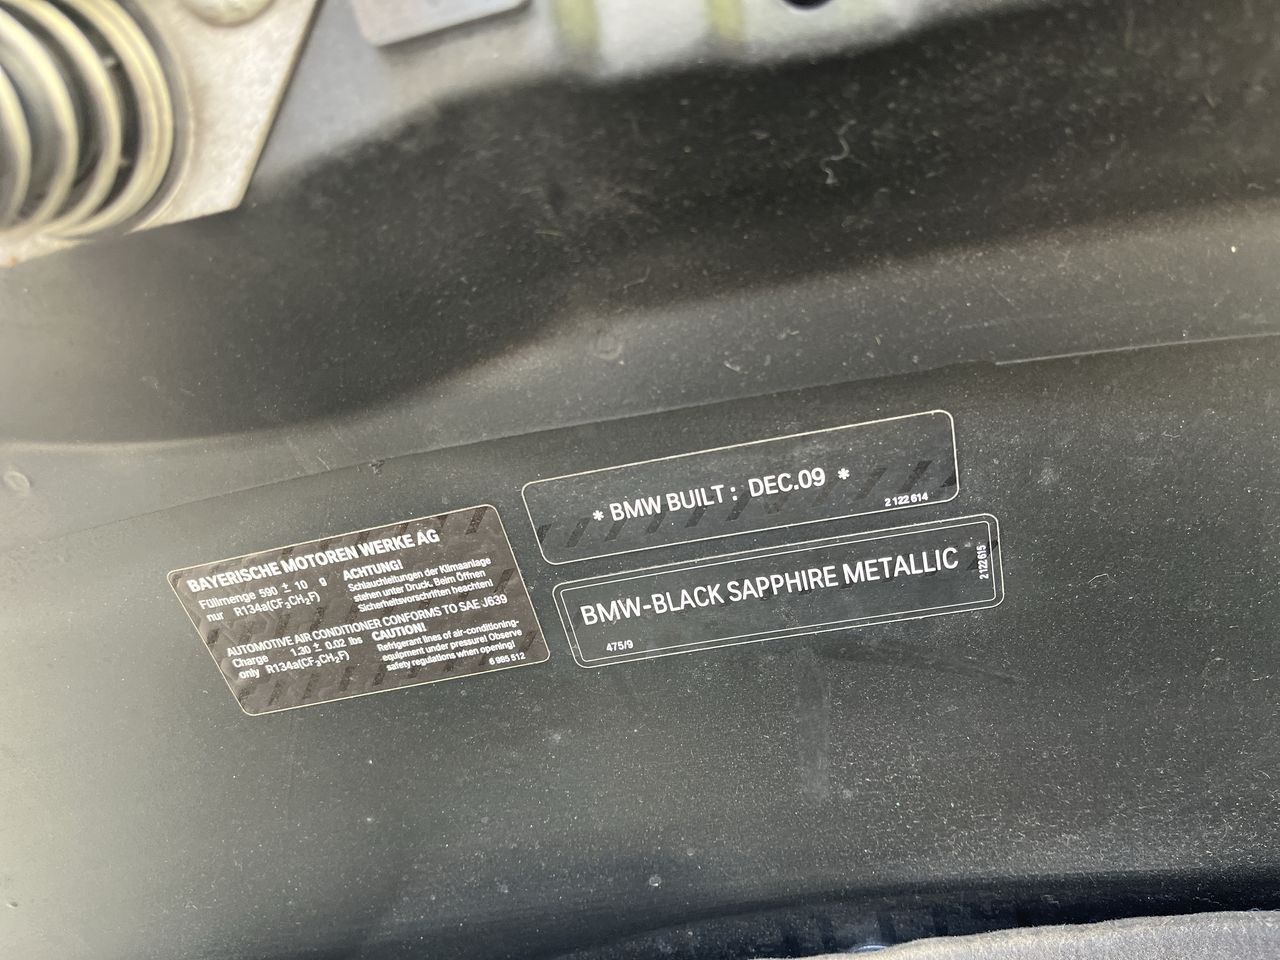 BAYERISCHE MOTOREN WERKE AG
Füllmenge 590 ± 10 g
nur R134a(CF₃CH₂F)
ACHTUNG!
Schlauchleitungen der Klimaanlage
stehen unter Druck. Beim Öffnen
Sicherheitsvorschriften beachten!
AUTOMOTIVE AIR CONDITIONER CONFORMS TO SAE J639
Charge 1.30 ± 0.02 lbs
only R134a(CF₃CH₂F)
CAUTION!
Refrigerant lines of air-conditioning-
equipment under pressure! Observe
safety regulations when opening!
6 985 512
* BMW BUILT : DEC.09 *
2 122 614
BMW-BLACK SAPPHIRE METALLIC
475/9
2 122 615